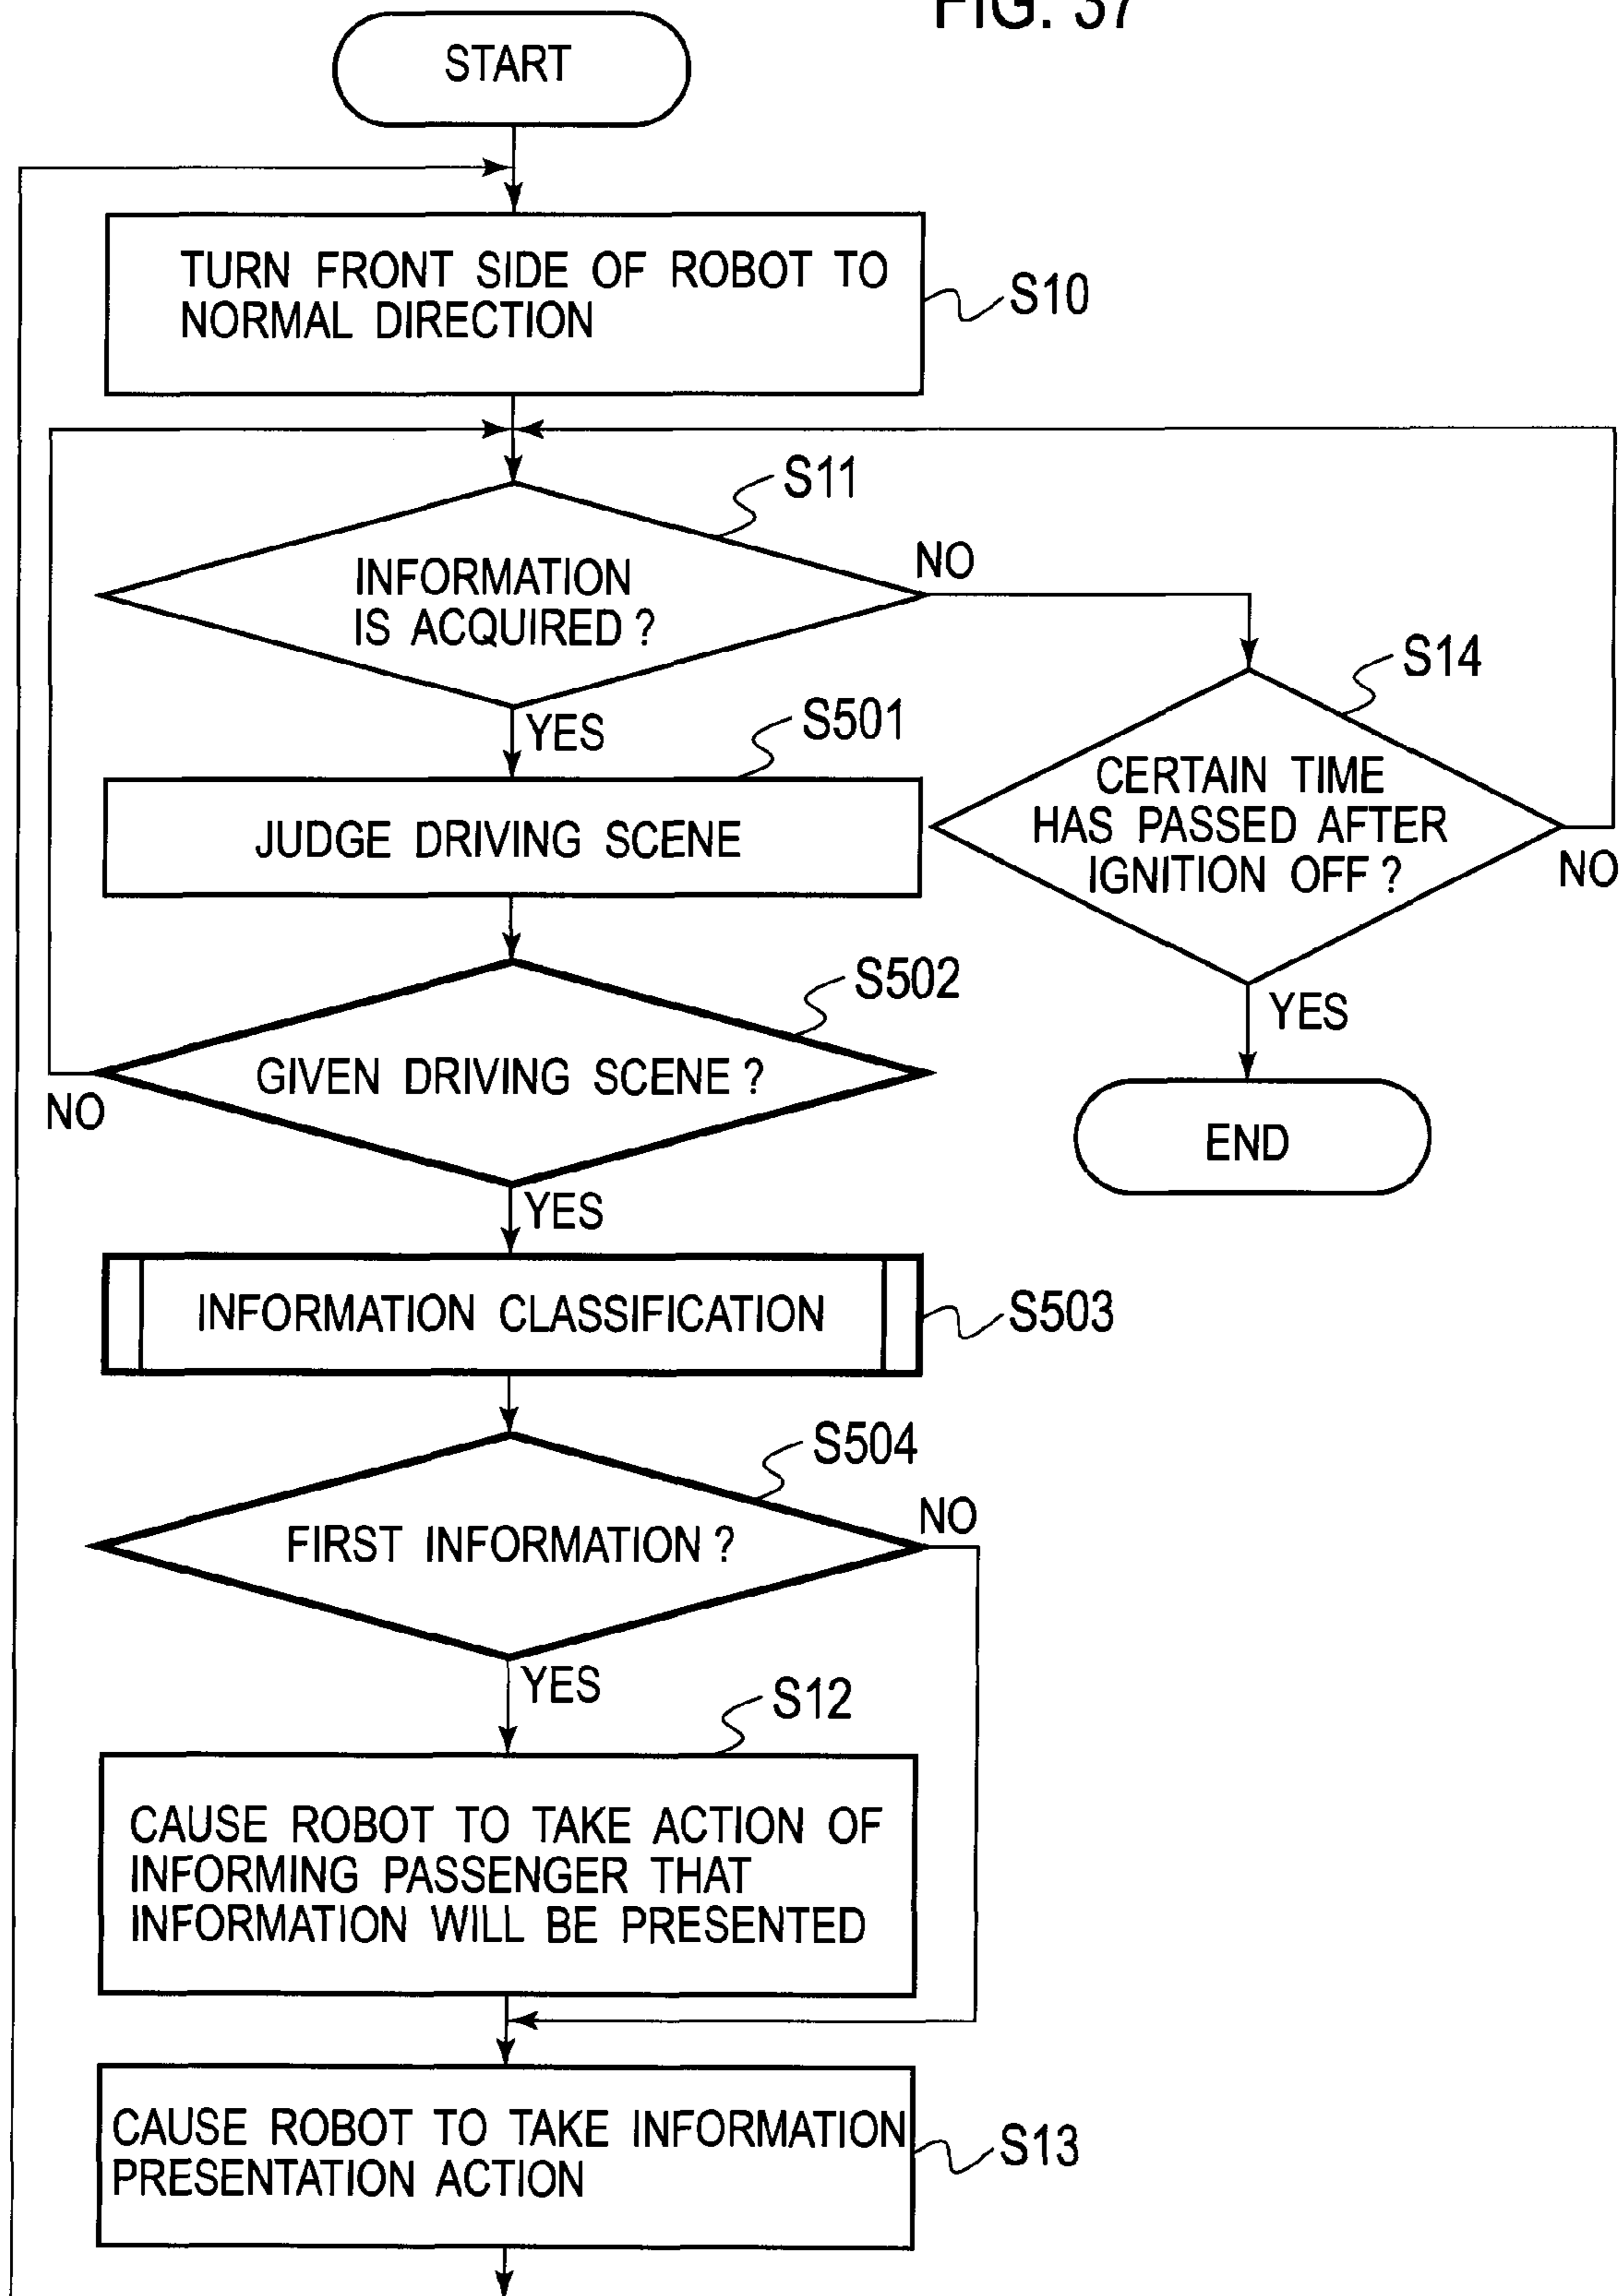 FIG. 37
START
TURN FRONT SIDE OF ROBOT TO
NORMAL DIRECTION
S10
S11
INFORMATION
IS ACQUIRED ?
NO
YES
S14
CERTAIN TIME
HAS PASSED AFTER
IGNITION OFF ?
NO
YES
END
S501
JUDGE DRIVING SCENE
S502
GIVEN DRIVING SCENE ?
NO
YES
INFORMATION CLASSIFICATION
S503
S504
FIRST INFORMATION ?
NO
YES
S12
CAUSE ROBOT TO TAKE ACTION OF
INFORMING PASSENGER THAT
INFORMATION WILL BE PRESENTED
CAUSE ROBOT TO TAKE INFORMATION
PRESENTATION ACTION
S13